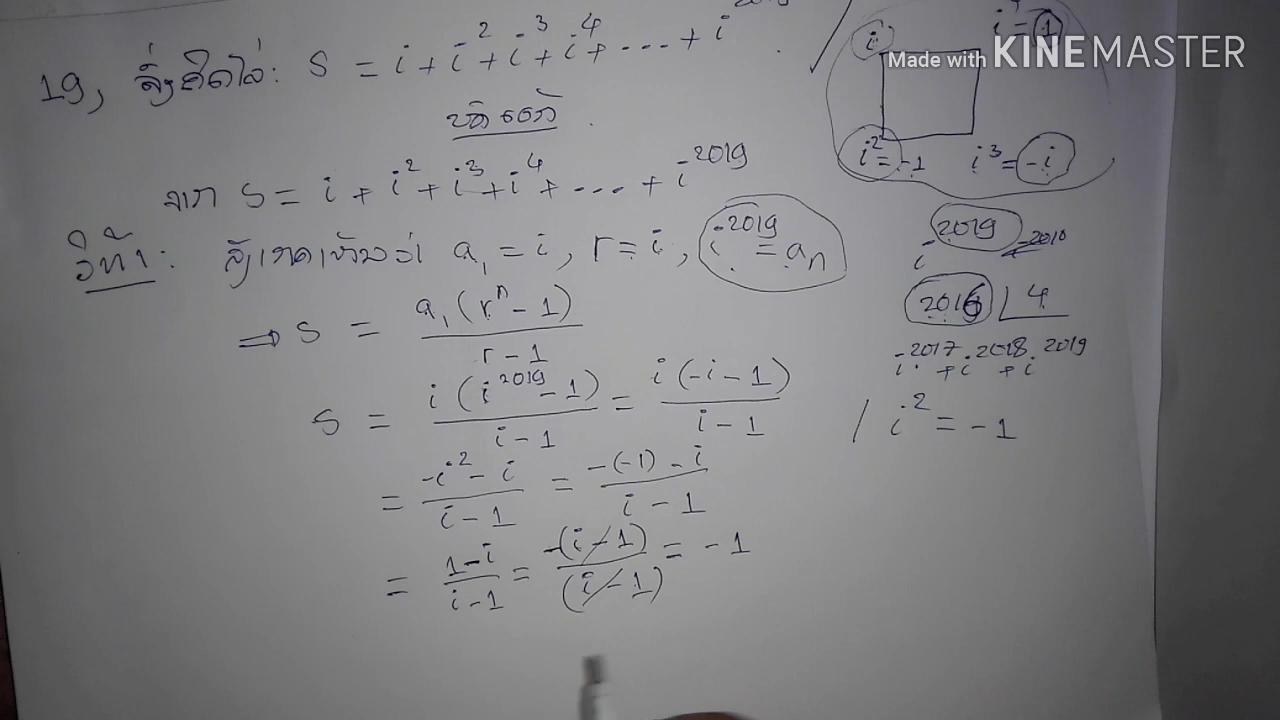 19, ຈົ່ງຄິດໄລ່: S = i + i² + i³ + i⁴ + ... + i²⁰¹⁹.
ບົດແກ້.
ຈາກ S = i + i² + i³ + i⁴ + ... + i²⁰¹⁹
ວິທີ1: ສັງເກດເຫັນວ່າ a₁ = i, r = i, i²⁰¹⁹ = aₙ
⇒ S = a₁(rⁿ - 1) / r - 1
S = i(i²⁰¹⁹ - 1) / i - 1 = i(-i - 1) / i - 1
= -i² - i / i - 1 = -(-1) - i / i - 1
= 1 - i / i - 1 = -(i - 1) / (i - 1) = -1
i i⁴ = 1
Made with KINEMASTER
i² = -1 i³ = -i
i²⁰¹⁹
2016 | 4
i²⁰¹⁷ + i²⁰¹⁸ + i²⁰¹⁹
/ i² = -1